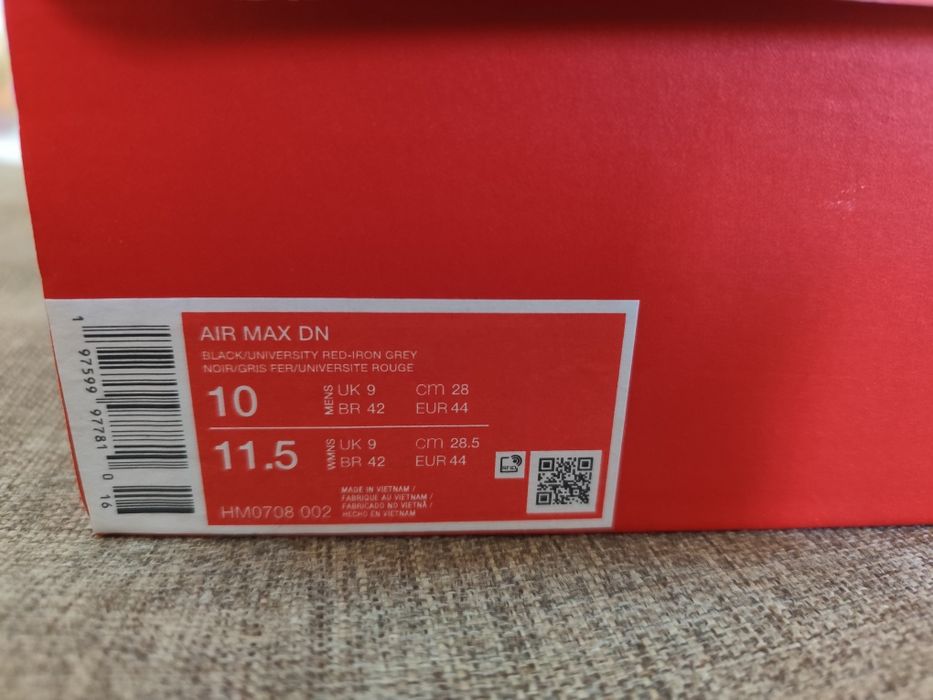 AIR MAX DN
BLACK/UNIVERSITY RED-IRON GREY
NOIR/GRIS FER/UNIVERSITE ROUGE
10 MENS UK 9 cm 28
BR 42 EUR 44
11.5 WMNS UK 9 cm 28.5
BR 42 EUR 44
RFID
MADE IN VIETNAM /
FABRIQUE AU VIETNAM /
FABRICADO NO VIETNÃ /
HECHO EN VIETNAM
HM0708 002
1 97599 97781 0 16